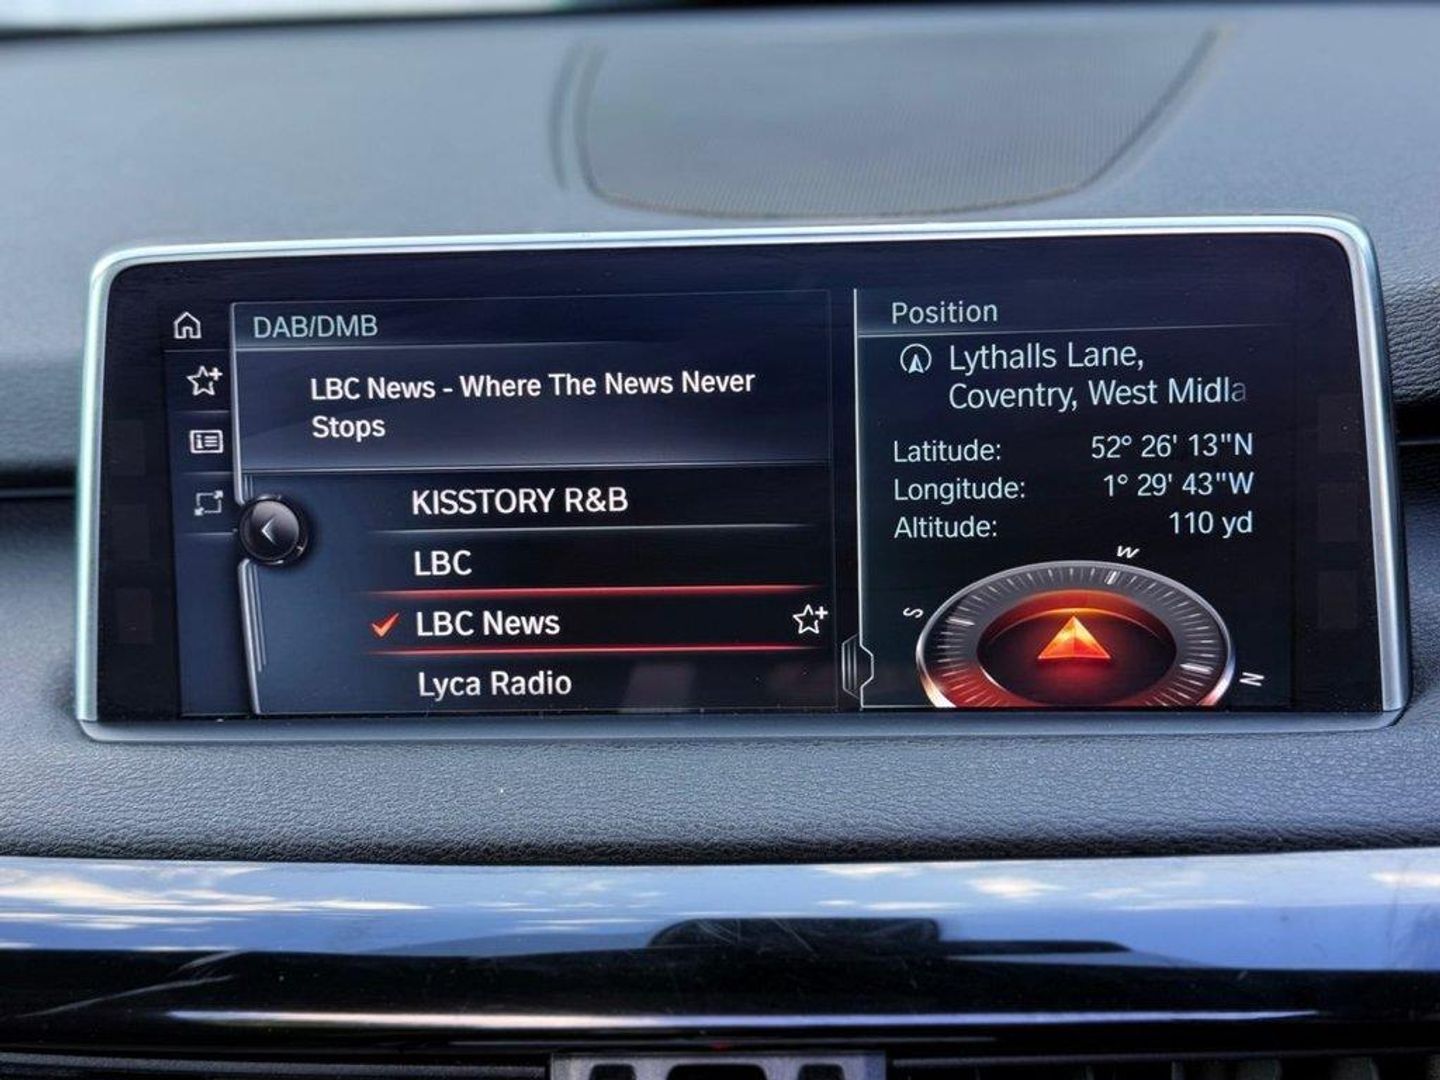 DAB/DMB
LBC News - Where The News Never
Stops
KISSTORY R&B
LBC
LBC News
Lyca Radio
Position
Lythalls Lane,
Coventry, West Midla
Latitude: 52° 26' 13"N
Longitude: 1° 29' 43"W
Altitude: 110 yd
W
S
N